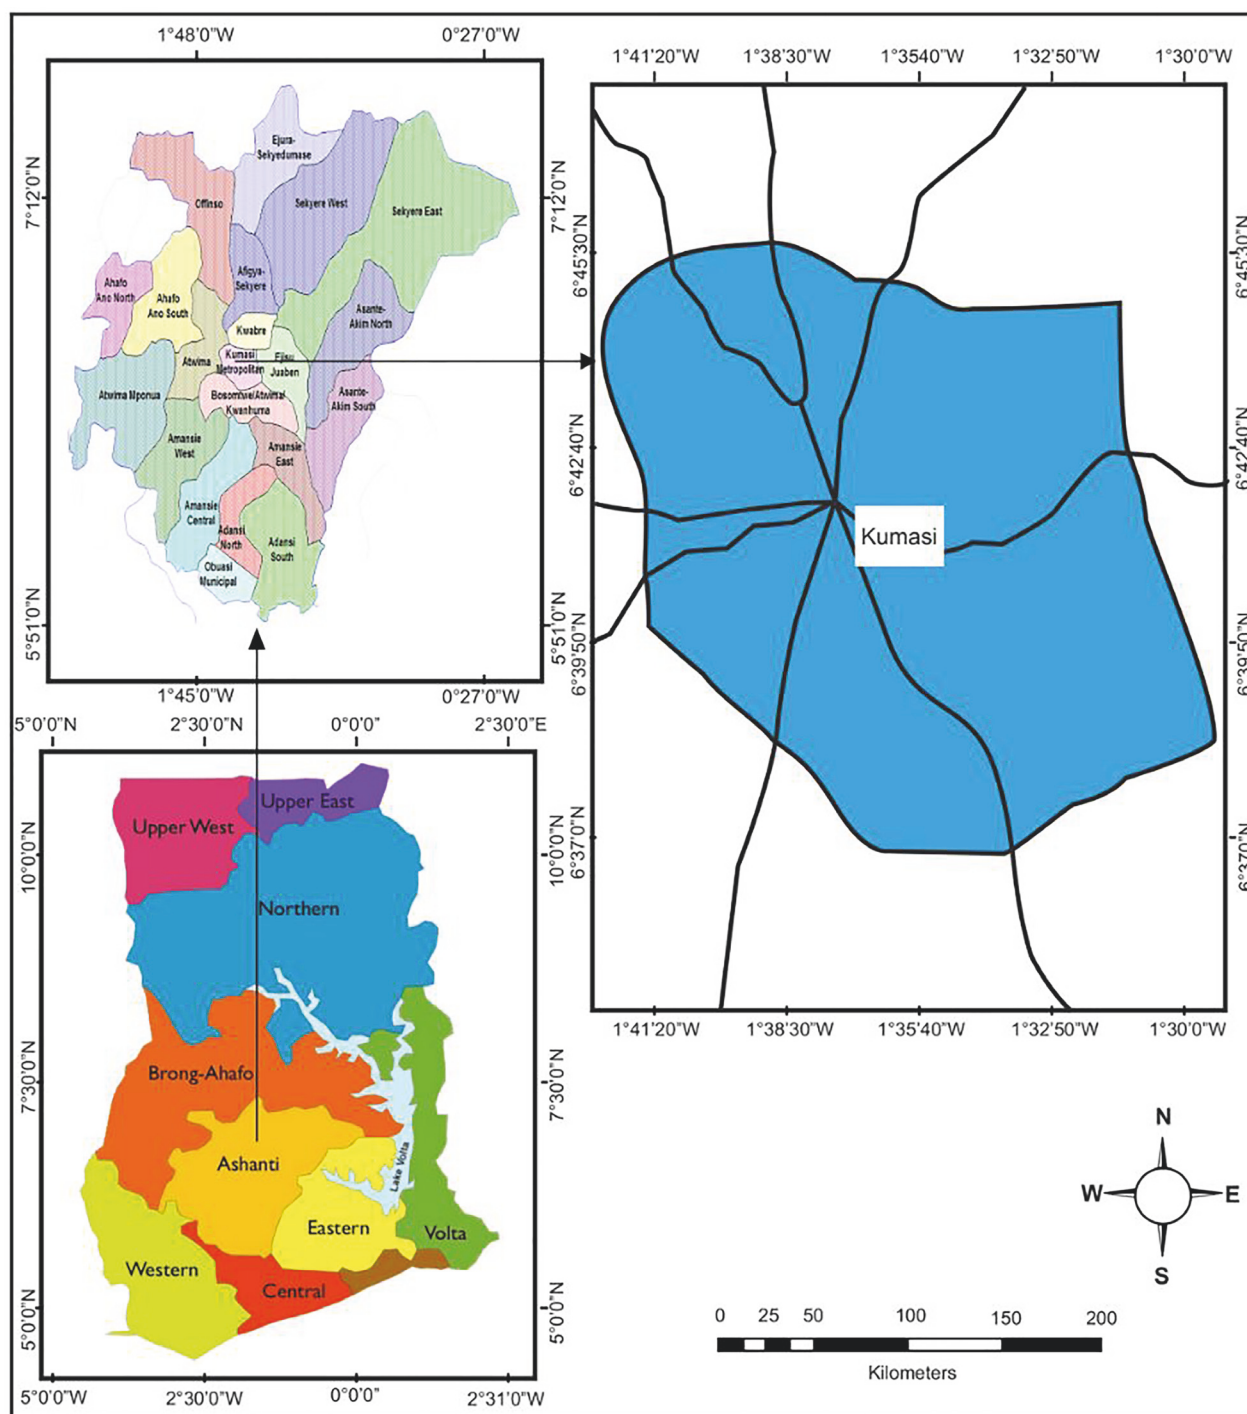 1°48'0"W
0°27'0"W
7°12'0"N
7°12'0"N
5°51'0"N
5°51'0"N
1°45'0"W
0°27'0"W
Ejura-
Sekyedumase
Offinso
Sekyere West
Sekyere East
Afigya-
Sekyere
Ahafo
Ano North
Ahafo
Ano South
Asante-
Akim North
Kwabre
Atwima
Kumasi
Metropolitan
Ejisu
Juaben
Atwima Mponua
Bosomtwe/Atwima/
Kwanhuma
Asante-
Akim South
Amansie
West
Amansie
East
Amansie
Central
Adansi
North
Adansi
South
Obuasi
Municipal
1°41'20"W
1°38'30"W
1°35'40"W
1°32'50"W
1°30'0"W
6°45'30"N
6°45'30"N
6°42'40"N
6°42'40"N
6°39'50"N
6°39'50"N
6°37'0"N
6°37'0"N
Kumasi
1°41'20"W
1°38'30"W
1°35'40"W
1°32'50"W
1°30'0"W
5°0'0"N
2°30'0"N
0°0'0"
2°30'0"E
10°0'0"N
10°0'0"N
7°30'0"N
7°30'0"N
5°0'0"N
5°0'0"N
Upper East
Upper West
Northern
Brong-Ahafo
Ashanti
Lake Volta
Eastern
Volta
Western
Central
5°0'0"W
2°30'0"W
0°0'0"
2°31'0"W
N
W
E
S
0 25 50 100 150 200
Kilometers